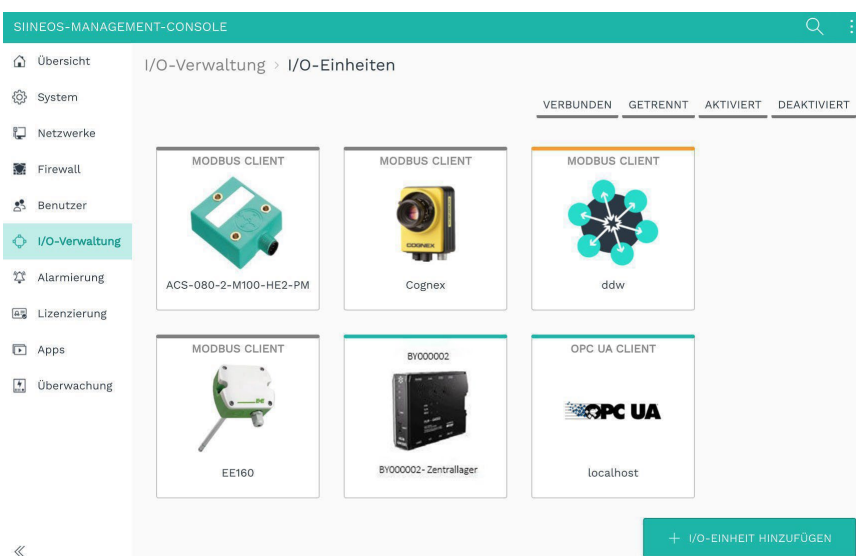 SIINEOS-MANAGEMENT-CONSOLE
Übersicht
System
Netzwerke
Firewall
Benutzer
I/O-Verwaltung
Alarmierung
Lizenzierung
Apps
Überwachung
I/O-Verwaltung > I/O-Einheiten
VERBUNDEN GETRENNT AKTIVIERT DEAKTIVIERT
MODBUS CLIENT
ACS-080-2-M100-HE2-PM
MODBUS CLIENT
COGNEX
Cognex
MODBUS CLIENT
ddw
MODBUS CLIENT
EE160
BY000002
BY000002- Zentrallager
OPC UA CLIENT
OPC UA
localhost
+ I/O-EINHEIT HINZUFÜGEN